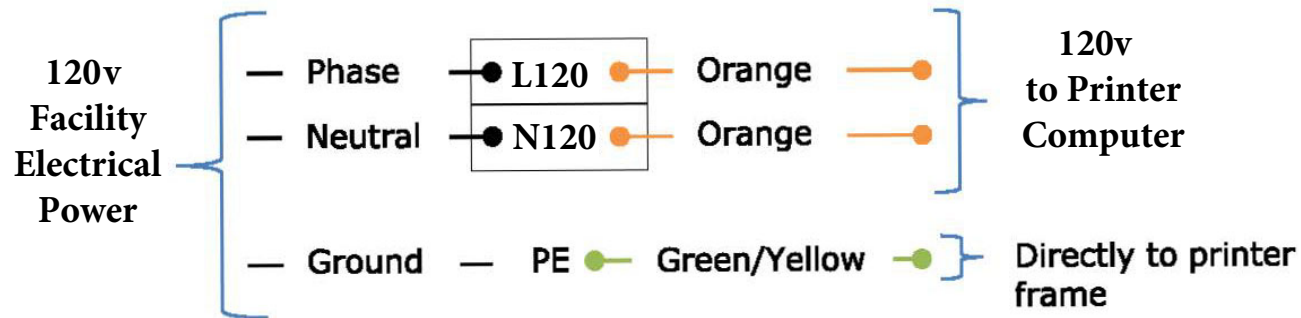 120v
Facility
Electrical
Power
Phase L120 Orange
Neutral N120 Orange
Ground PE Green/Yellow
120v
to Printer
Computer
Directly to printer
frame